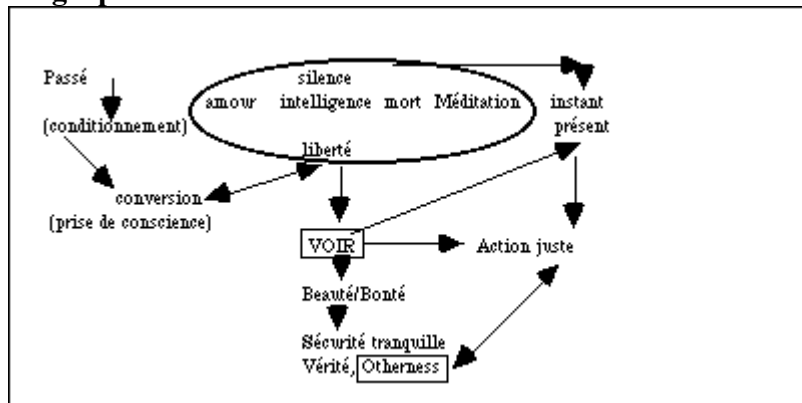 Passé
silence
amour intelligence mort Méditation
instant
présent
(conditionnement)
liberté
conversion
(prise de conscience)
VOIR
Action juste
Beauté/Bonté
Sécurité tranquille
Vérité, Otherness